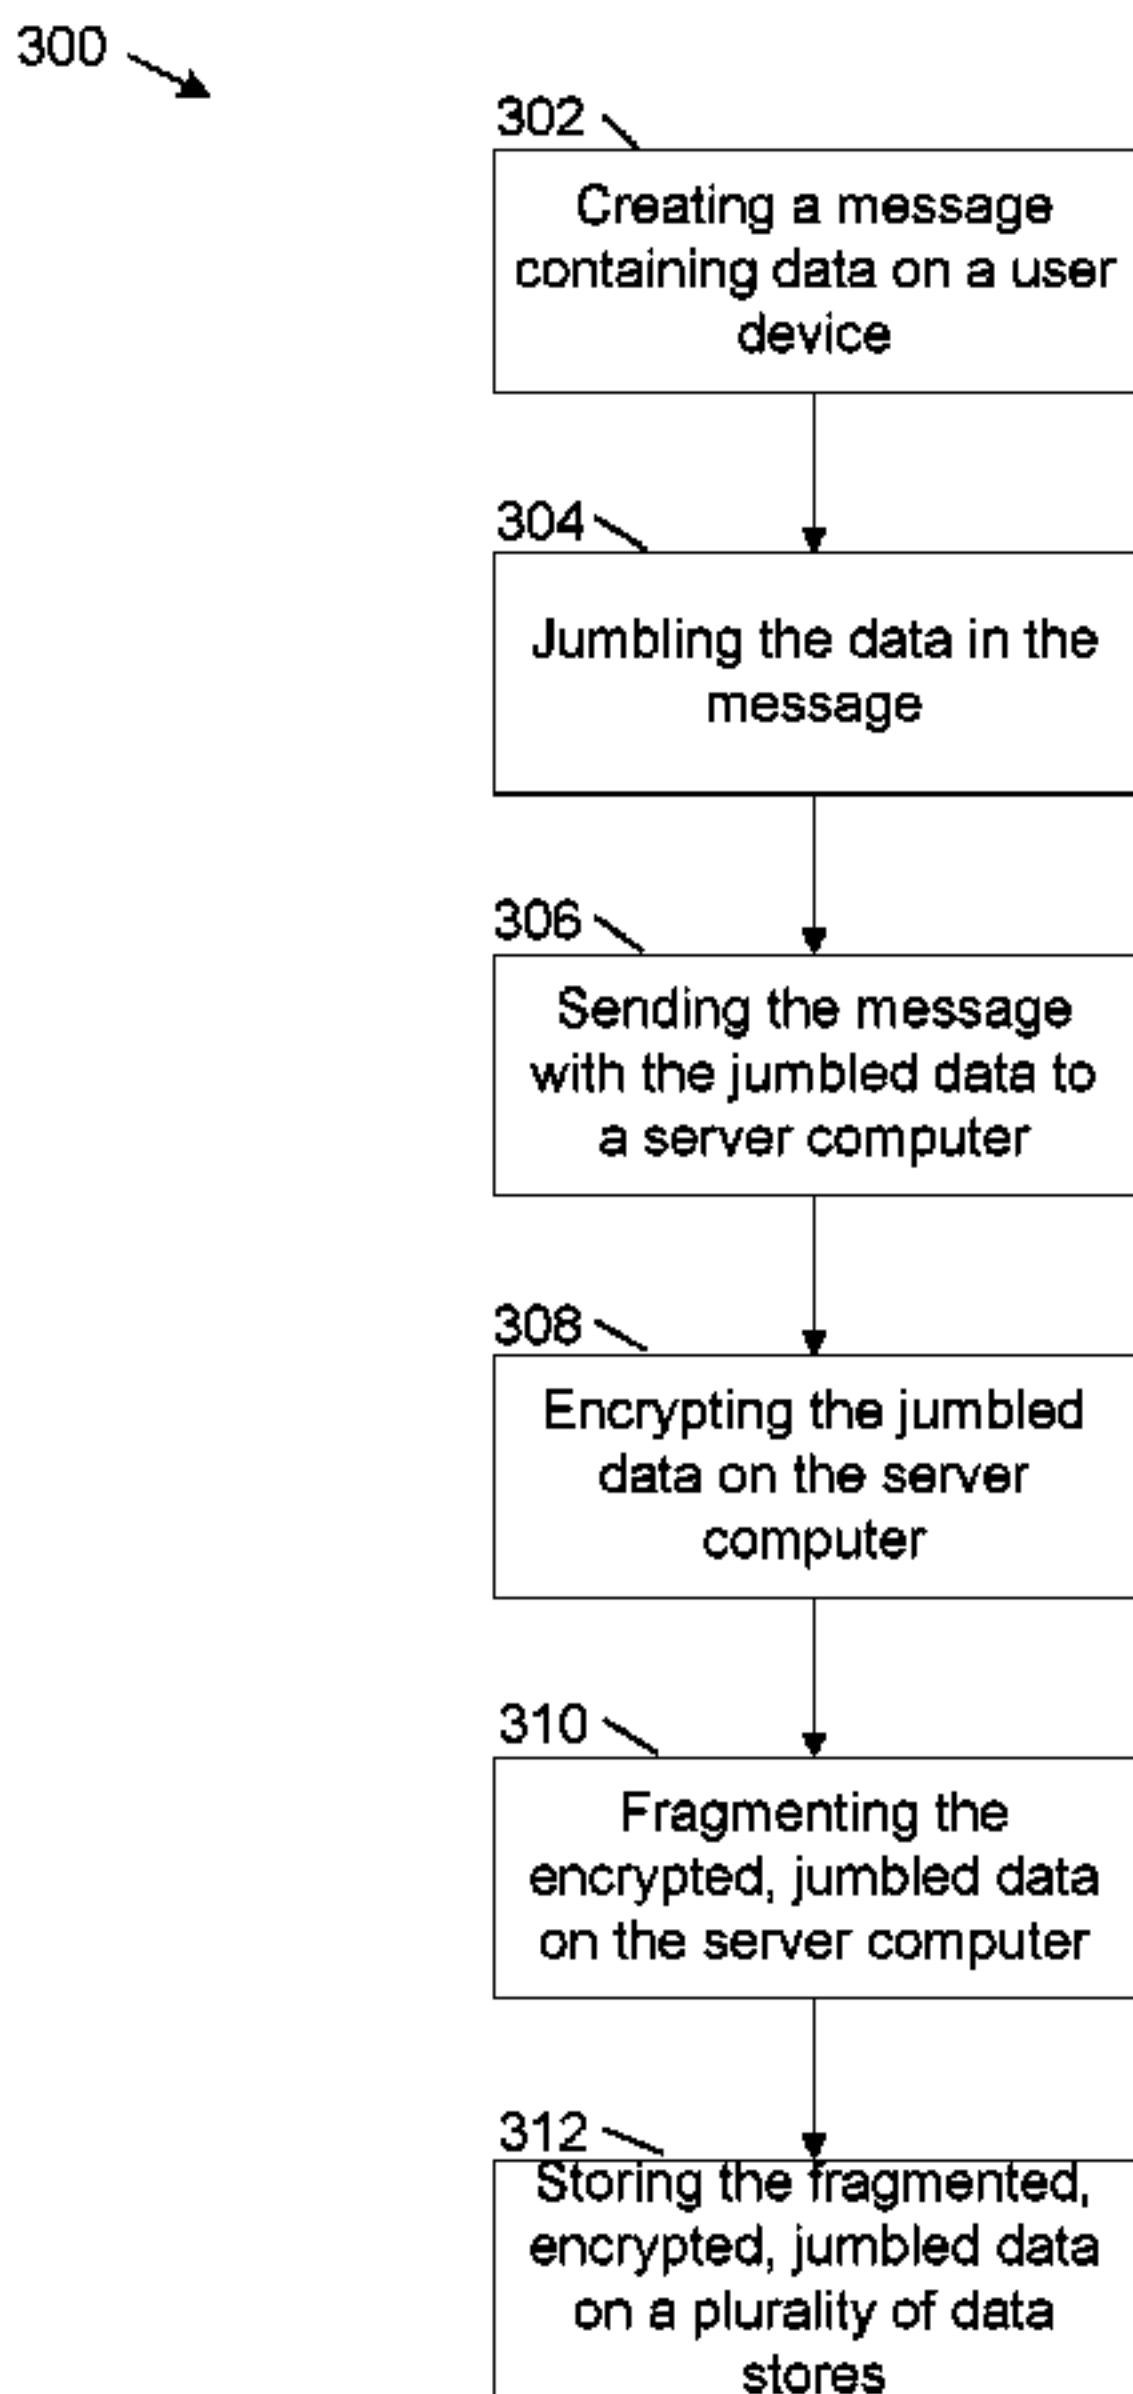 300
302
Creating a message
containing data on a user
device
304
Jumbling the data in the
message
306
Sending the message
with the jumbled data to
a server computer
308
Encrypting the jumbled
data on the server
computer
310
Fragmenting the
encrypted, jumbled data
on the server computer
312
Storing the fragmented,
encrypted, jumbled data
on a plurality of data
stores